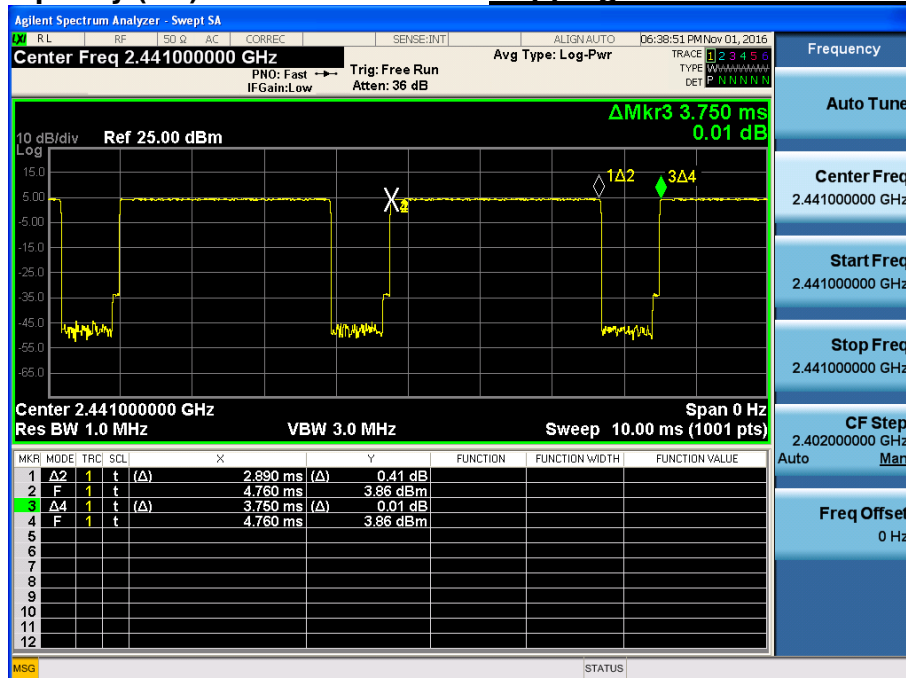 Agilent Spectrum Analyzer - Swept SA
LXI RL RF 50 Ω AC CORREC SENSE:INT ALIGN AUTO 06:38:51 PM Nov 01, 2016
Center Freq 2.441000000 GHz
PNO: Fast
IFGain:Low
Trig: Free Run
Atten: 36 dB
Avg Type: Log-Pwr
TRACE 1 2 3 4 5 6
TYPE
DET P N N N N N
ΔMkr3 3.750 ms
0.01 dB
10 dB/div Ref 25.00 dBm
Log
15.0
5.00
-5.00
-15.0
-25.0
-35.0
-45.0
-55.0
-65.0
1Δ2
3Δ4
X
Center 2.441000000 GHz
Span 0 Hz
Res BW 1.0 MHz VBW 3.0 MHz Sweep 10.00 ms (1001 pts)
MKR MODE TRC SCL X Y FUNCTION FUNCTION WIDTH FUNCTION VALUE
1 Δ2 1 t (Δ) 2.890 ms (Δ) 0.41 dB
2 F 1 t 4.760 ms 3.86 dBm
3 Δ4 1 t (Δ) 3.750 ms (Δ) 0.01 dB
4 F 1 t 4.760 ms 3.86 dBm
5
6
7
8
9
10
11
12
MSG STATUS
Frequency
Auto Tune
Center Freq
2.441000000 GHz
Start Freq
2.441000000 GHz
Stop Freq
2.441000000 GHz
CF Step
2.402000000 GHz
Auto Man
Freq Offset
0 Hz